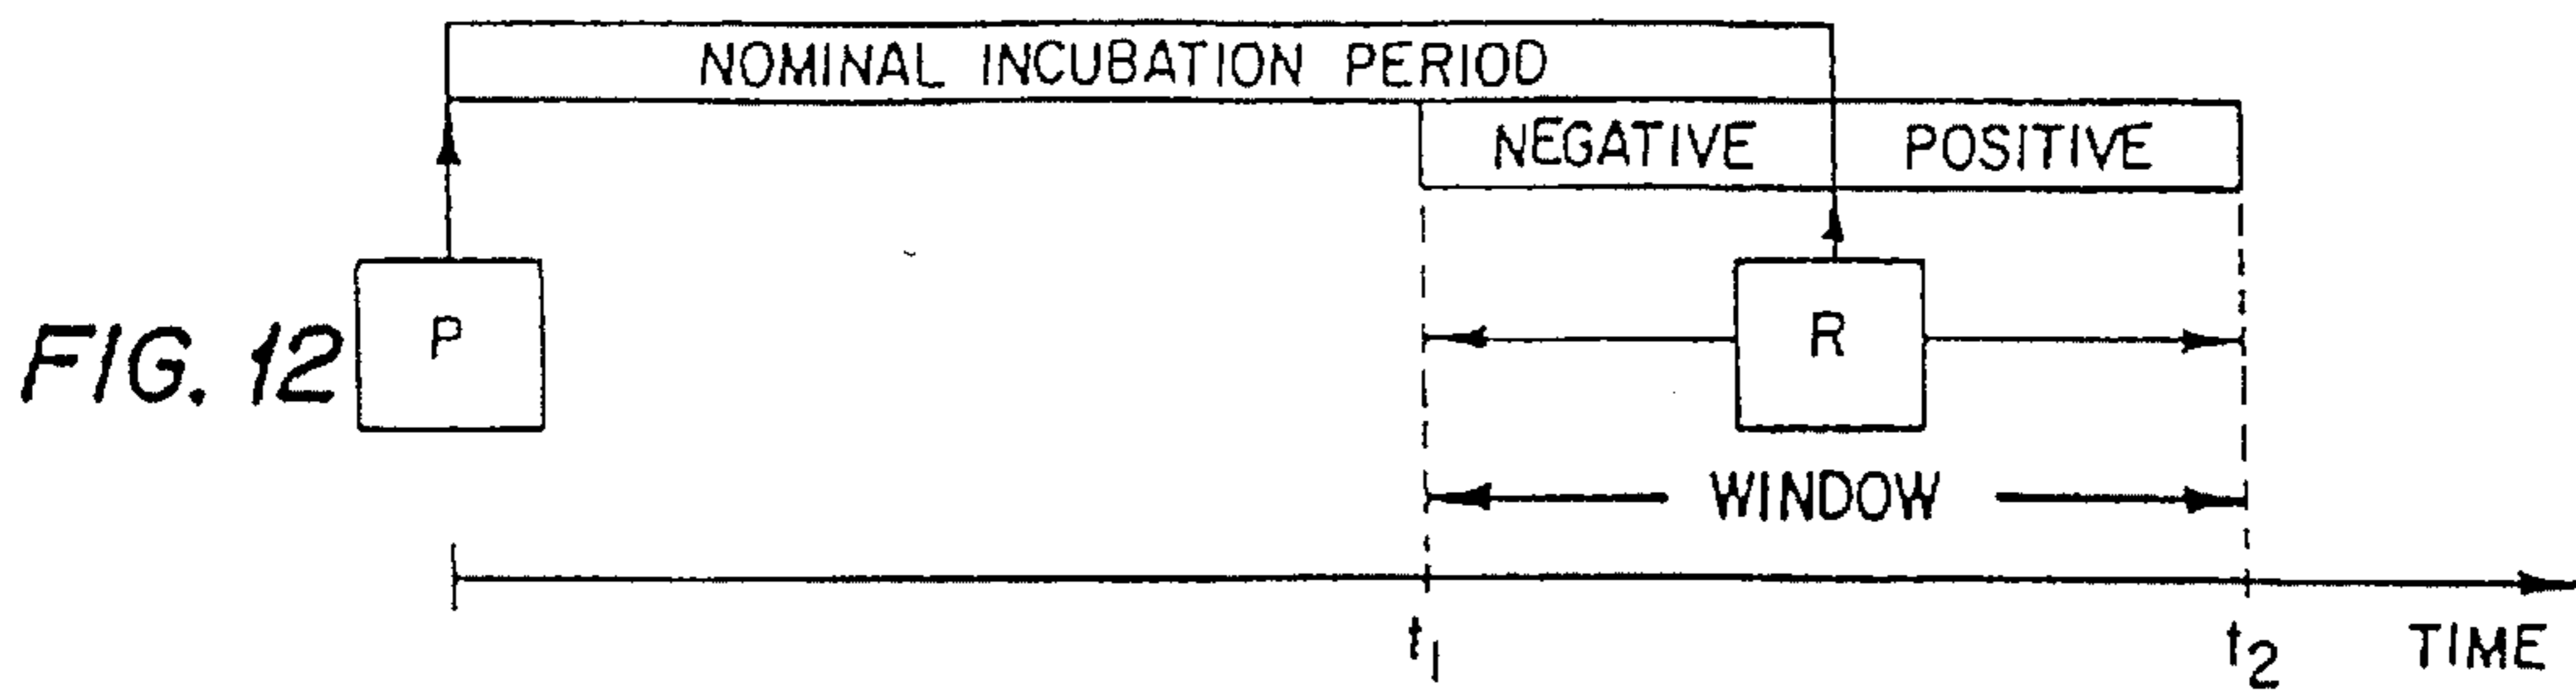 NOMINAL INCUBATION PERIOD
NEGATIVE POSITIVE
FIG. 12
P
R
WINDOW
t1 t2 TIME